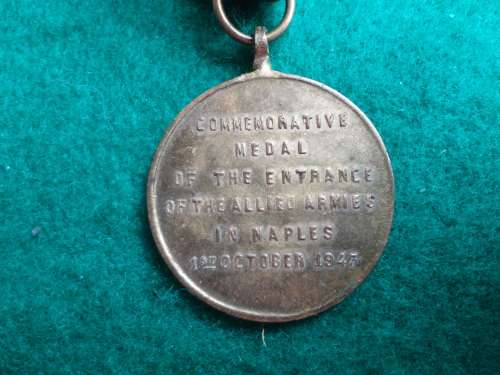 COMMEMORATIVE
MEDAL
OF THE ENTRANCE
OF THE ALLIED ARMIES
IN NAPLES
1ST OCTOBER 1943